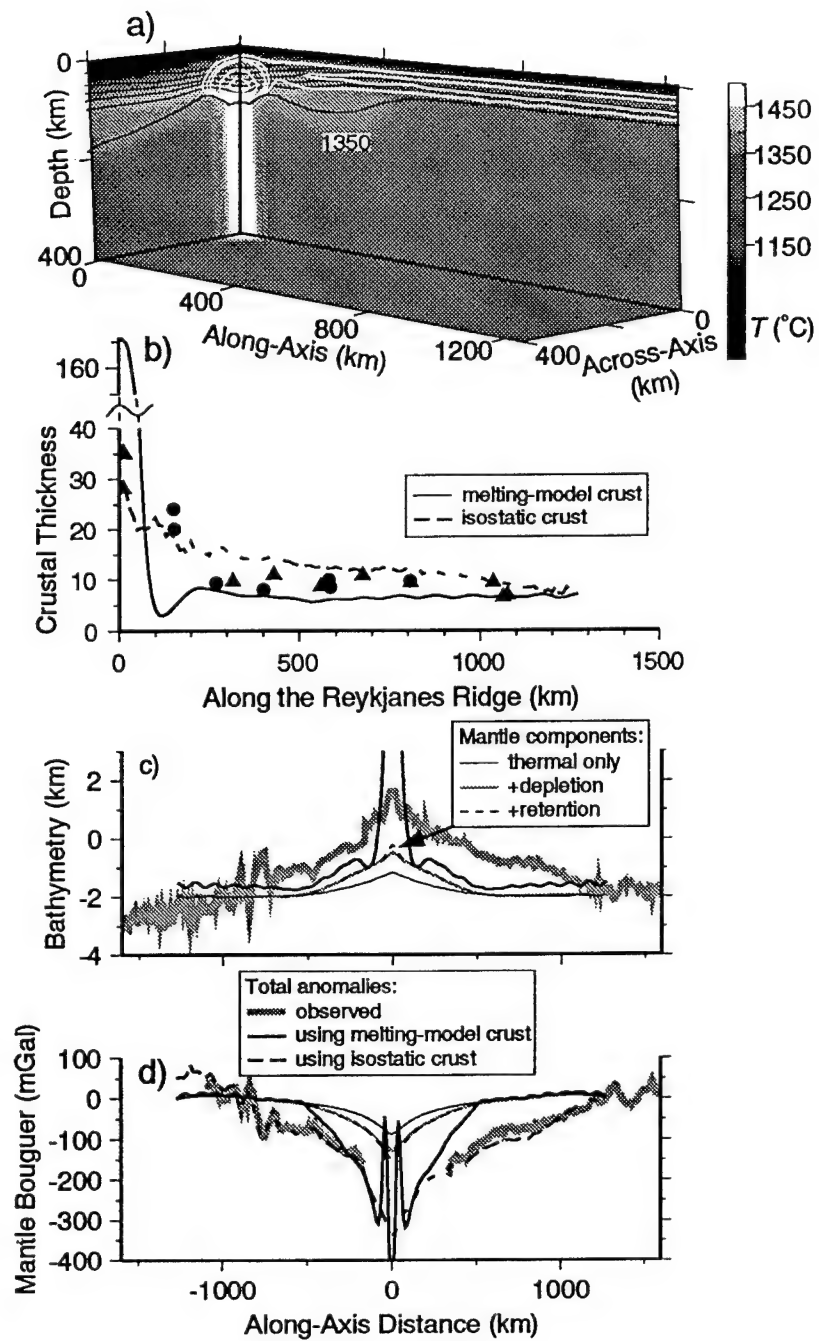 a)
0
Depth (km)
400
1350
1450
1350
1250
1150
T (°C)
0
400
800
1200
Along-Axis (km)
400
0
Across-Axis
(km)
b)
160
40
30
20
10
0
Crustal Thickness
melting-model crust
isostatic crust
0
500
1000
1500
Along the Reykjanes Ridge (km)
c)
Mantle components:
thermal only
+depletion
+retention
2
0
-2
-4
Bathymetry (km)
Total anomalies:
observed
using melting-model crust
using isostatic crust
d)
100
0
-100
-200
-300
-400
Mantle Bouguer (mGal)
-1000
0
1000
Along-Axis Distance (km)